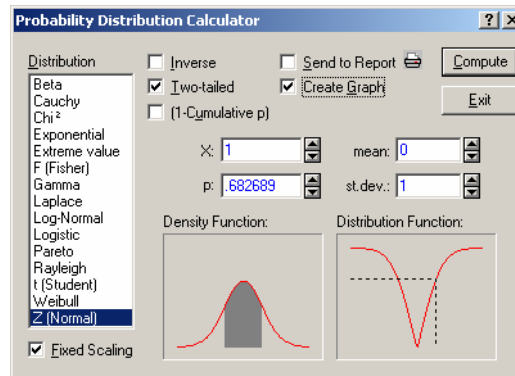 Probability Distribution Calculator
Distribution
Beta
Cauchy
Chi ²
Exponential
Extreme value
F (Fisher)
Gamma
Laplace
Log-Normal
Logistic
Pareto
Rayleigh
t (Student)
Weibull
Z (Normal)
Fixed Scaling
Inverse
Two-tailed
(1-Cumulative p)
Send to Report
Create Graph
Compute
Exit
X: 1
mean: 0
p: .682689
st.dev.: 1
Density Function:
Distribution Function: